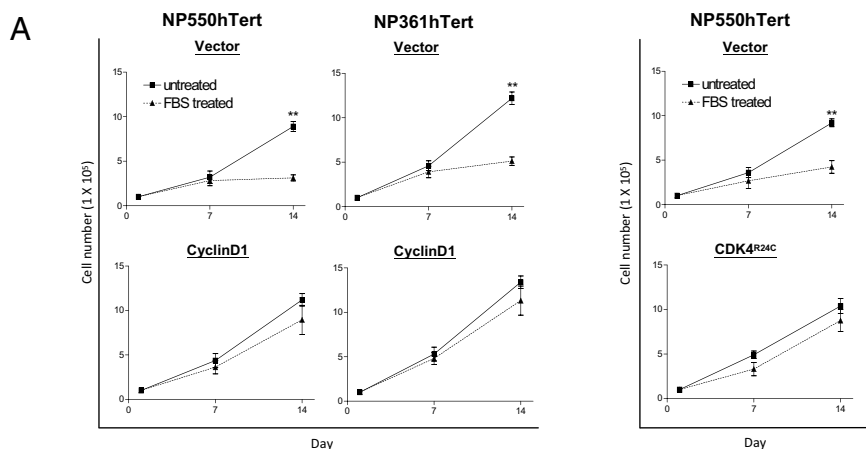 A
NP550hTert
NP361hTert
NP550hTert
Vector
Vector
Vector
Cell number (1 X 10⁵)
15
10
5
0
7
14
untreated
FBS treated
**
15
10
5
0
7
14
**
15
10
5
0
7
14
untreated
FBS treated
**
CyclinD1
CyclinD1
CDK4ᴿ²⁴ᶜ
Cell number (1 X 10⁵)
15
10
5
0
0
7
14
15
10
5
0
0
7
14
15
10
5
0
0
7
14
Day
Day